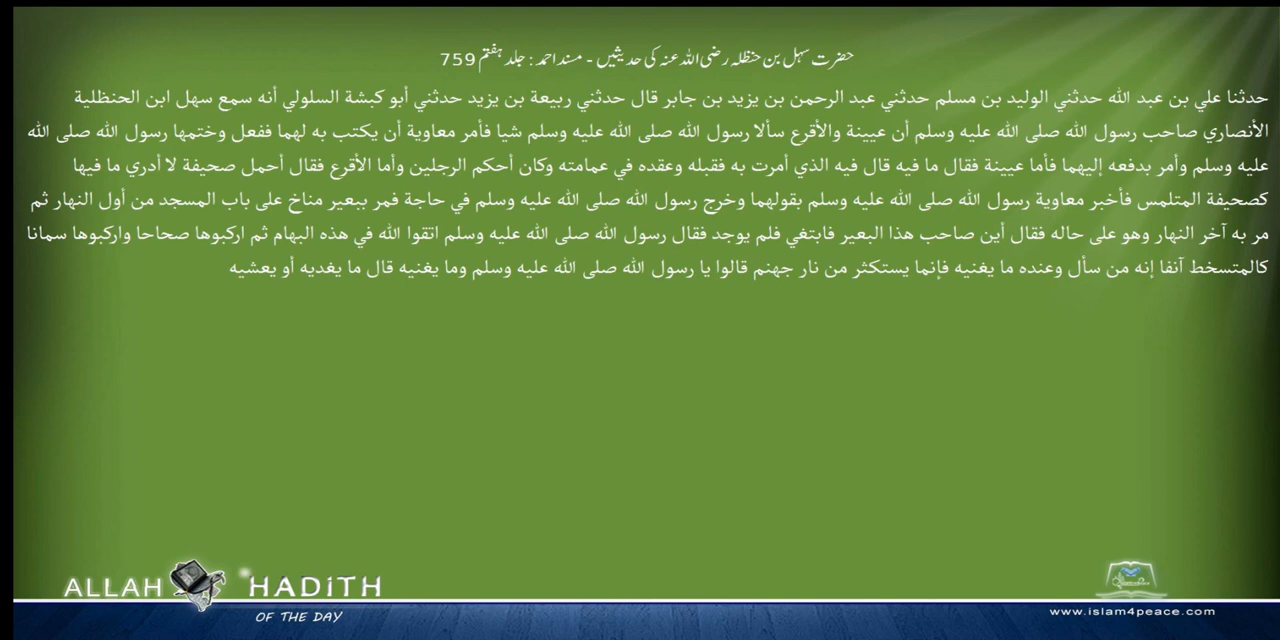 حضرت سہل بن حنظلہ رضی اللہ عنہ کی حدیثیں - مسند احمد : جلد ہفتم 759
حدثنا علي بن عبد الله حدثني الوليد بن مسلم حدثني عبد الرحمن بن يزيد بن جابر قال حدثني ربيعة بن يزيد حدثني أبو كبشة السلولي أنه سمع سهل ابن الحنظلية
الأنصاري صاحب رسول الله صلى الله عليه وسلم أن عيينة والأقرع سألا رسول الله صلى الله عليه وسلم شيا فأمر معاوية أن يكتب به لهما ففعل وختمها رسول الله صلى الله
عليه وسلم وأمر بدفعه إليهما فأما عيينة فقال ما فيه قال فيه الذي أمرت به فقبله وعقده في عمامته وكان أحكم الرجلين وأما الأقرع فقال أحمل صحيفة لا أدري ما فيها
كصحيفة المتلمس فأخبر معاوية رسول الله صلى الله عليه وسلم بقولهما وخرج رسول الله صلى الله عليه وسلم في حاجة فمر ببعير مناخ على باب المسجد من أول النهار ثم
مر به آخر النهار وهو على حاله فقال أين صاحب هذا البعير فابتغي فلم يوجد فقال رسول الله صلى الله عليه وسلم اتقوا الله في هذه البهام ثم اركبوها صحاحا واركبوها سمانا
كالمتسخط آنفا إنه من سأل وعنده ما يغنيه فإنما يستكثر من نار جهنم قالوا يا رسول الله صلى الله عليه وسلم وما يغنيه قال ما يغديه أو يعشيه
ALLAH HADITH
OF THE DAY
www.islam4peace.com